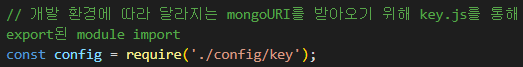 // 개발 환경에 따라 달라지는 mongoURI를 받아오기 위해 key.js를 통해
export된 module import
const config = require('./config/key');